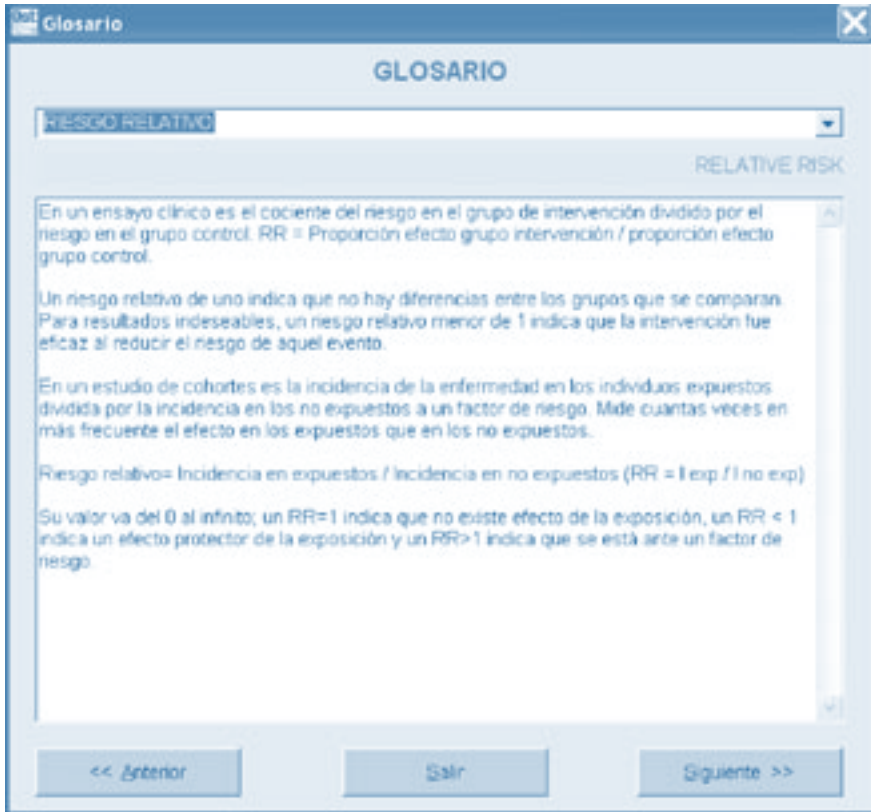 Glosario
GLOSARIO
RIESGO RELATIVO
RELATIVE RISK
En un ensayo clínico es el cociente del riesgo en el grupo de intervención dividido por el
riesgo en el grupo control. RR = Proporción efecto grupo intervención / proporción efecto
grupo control.
Un riesgo relativo de uno indica que no hay diferencias entre los grupos que se comparan.
Para resultados indeseables, un riesgo relativo menor de 1 indica que la intervención fue
eficaz al reducir el riesgo de aquel evento.
En un estudio de cohortes es la incidencia de la enfermedad en los individuos expuestos
dividida por la incidencia en los no expuestos a un factor de riesgo. Mide cuantas veces en
más frecuente el efecto en los expuestos que en los no expuestos.
Riesgo relativo= Incidencia en expuestos / Incidencia en no expuestos (RR = I exp / I no exp)
Su valor va del 0 al infinito; un RR=1 indica que no existe efecto de la exposición, un RR < 1
indica un efecto protector de la exposición y un RR>1 indica que se está ante un factor de
riesgo.
<< Anterior
Salir
Siguiente >>